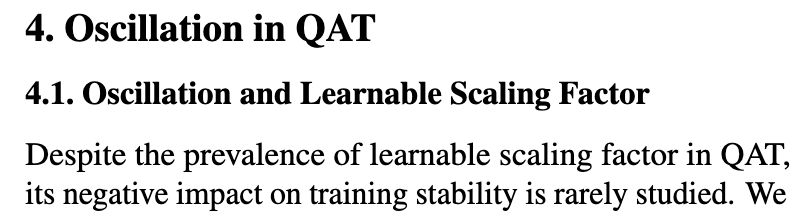 4. Oscillation in QAT
4.1. Oscillation and Learnable Scaling Factor
Despite the prevalence of learnable scaling factor in QAT,
its negative impact on training stability is rarely studied. We